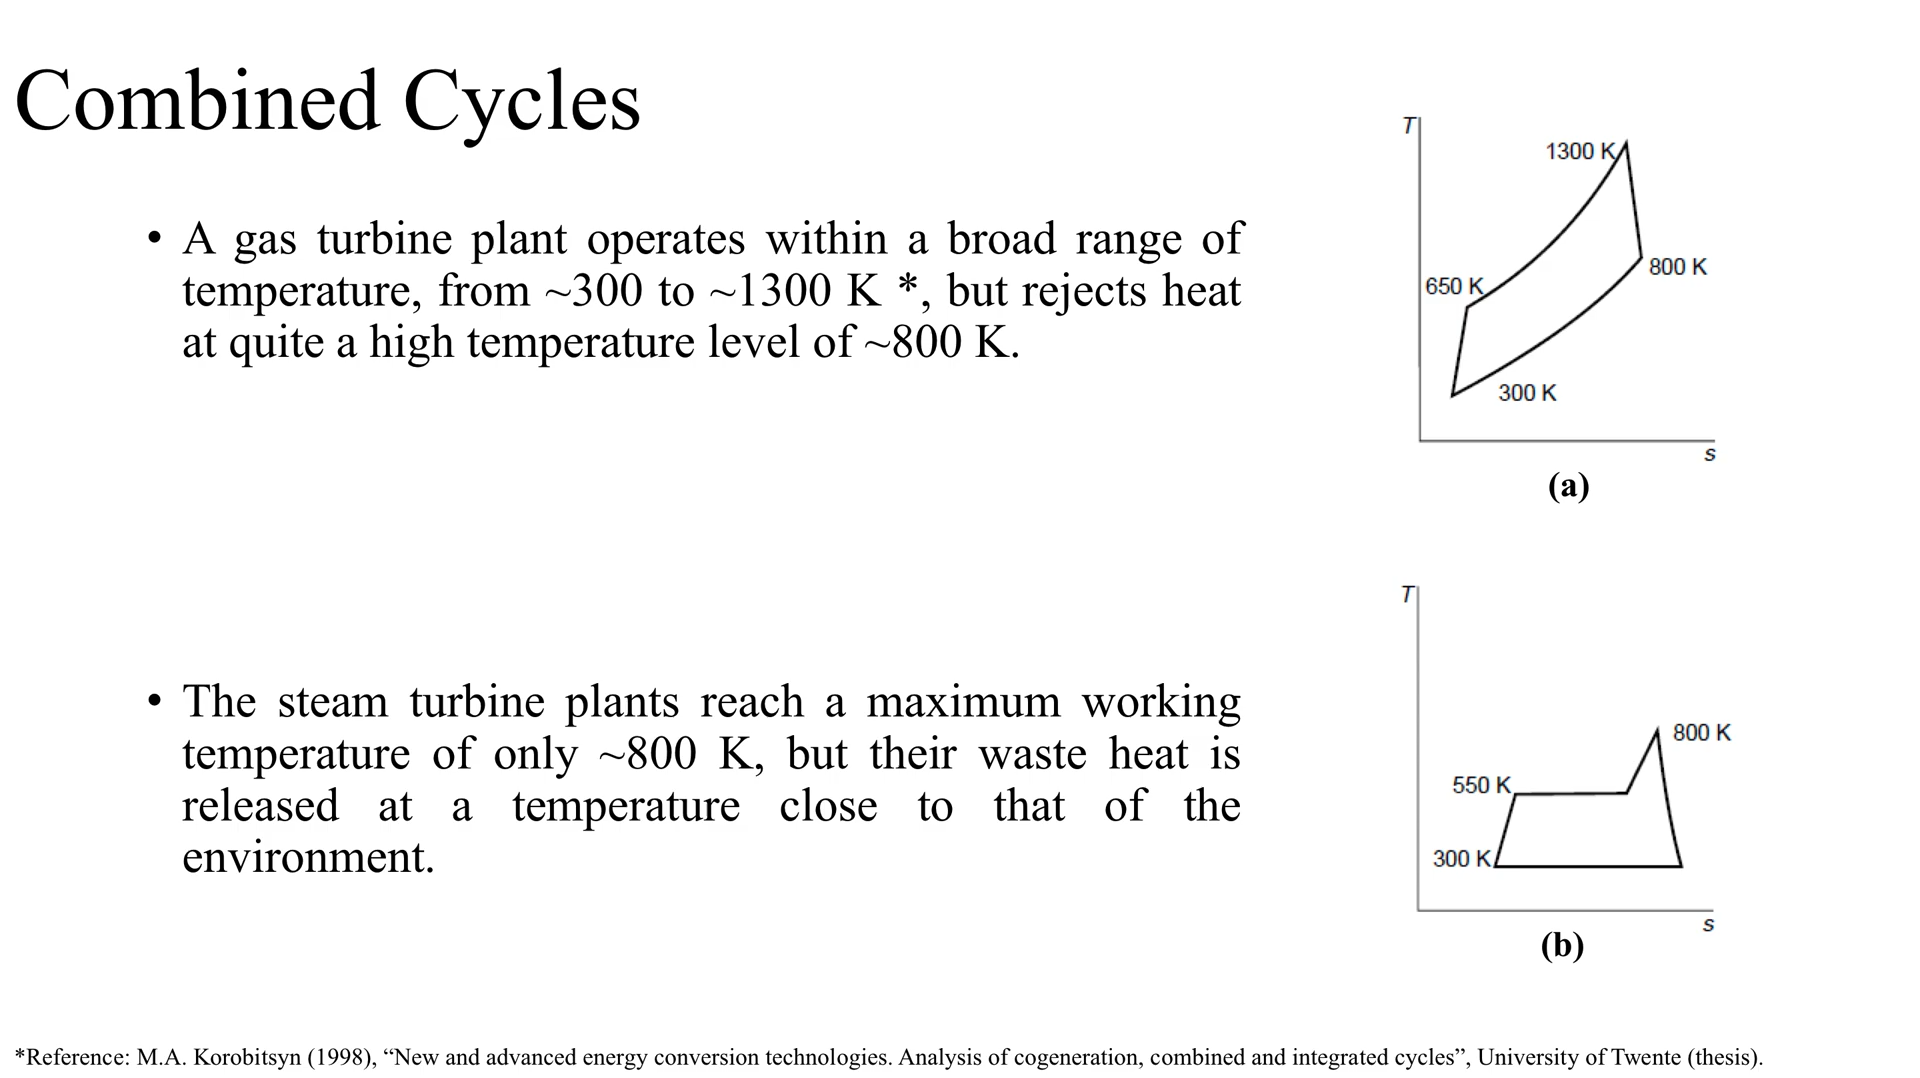 Combined Cycles
• A gas turbine plant operates within a broad range of
temperature, from ~300 to ~1300 K *, but rejects heat
at quite a high temperature level of ~800 K.
T
1300 K
800 K
650 K
300 K
s
(a)
• The steam turbine plants reach a maximum working
temperature of only ~800 K, but their waste heat is
released at a temperature close to that of the
environment.
T
800 K
550 K
300 K
s
(b)
*Reference: M.A. Korobitsyn (1998), “New and advanced energy conversion technologies. Analysis of cogeneration, combined and integrated cycles”, University of Twente (thesis).